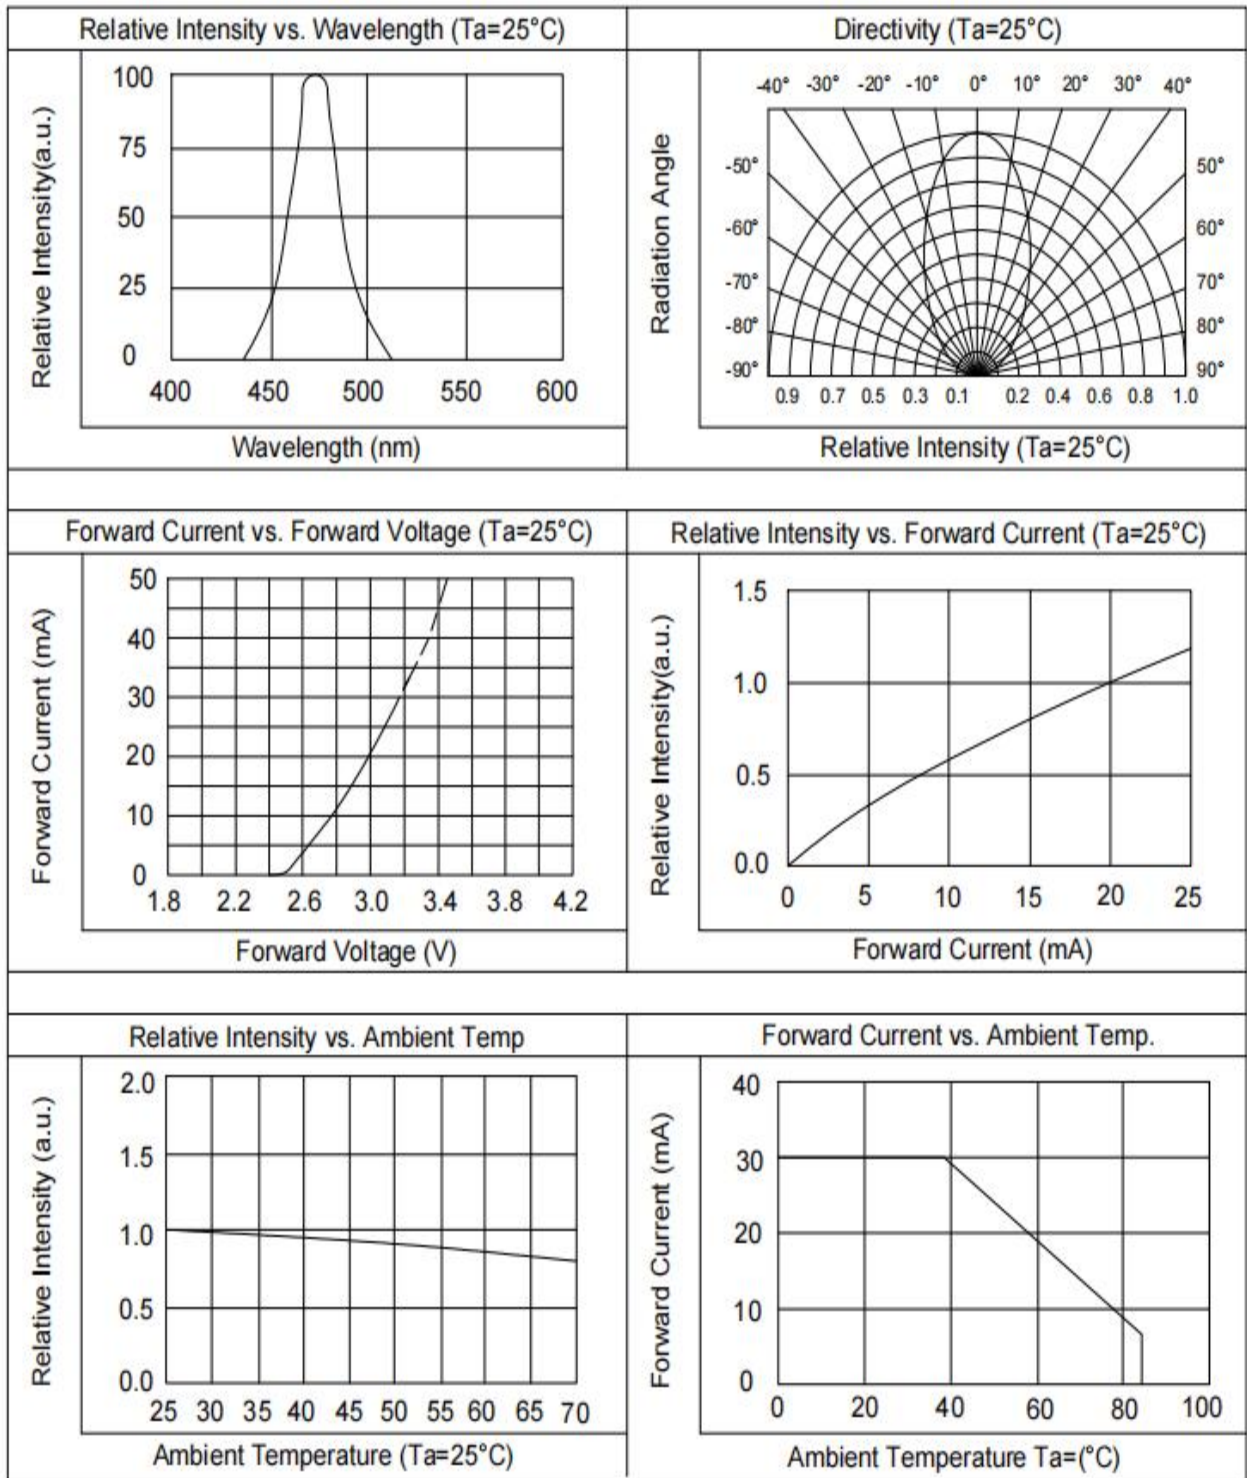 Relative Intensity vs. Wavelength (Ta=25°C)
Relative Intensity(a.u.)
100
75
50
25
0
400 450 500 550 600
Wavelength (nm)
Directivity (Ta=25°C)
Radiation Angle
-40° -30° -20° -10° 0° 10° 20° 30° 40°
-50° 50°
-60° 60°
-70° 70°
-80° 80°
-90° 90°
0.9 0.7 0.5 0.3 0.1 0.2 0.4 0.6 0.8 1.0
Relative Intensity (Ta=25°C)
Forward Current vs. Forward Voltage (Ta=25°C)
Forward Current (mA)
50
40
30
20
10
0
1.8 2.2 2.6 3.0 3.4 3.8 4.2
Forward Voltage (V)
Relative Intensity vs. Forward Current (Ta=25°C)
Relative Intensity(a.u.)
1.5
1.0
0.5
0.0
0 5 10 15 20 25
Forward Current (mA)
Relative Intensity vs. Ambient Temp
Relative Intensity (a.u.)
2.0
1.5
1.0
0.5
0.0
25 30 35 40 45 50 55 60 65 70
Ambient Temperature (Ta=25°C)
Forward Current vs. Ambient Temp.
Forward Current (mA)
40
30
20
10
0
0 20 40 60 80 100
Ambient Temperature Ta=(°C)